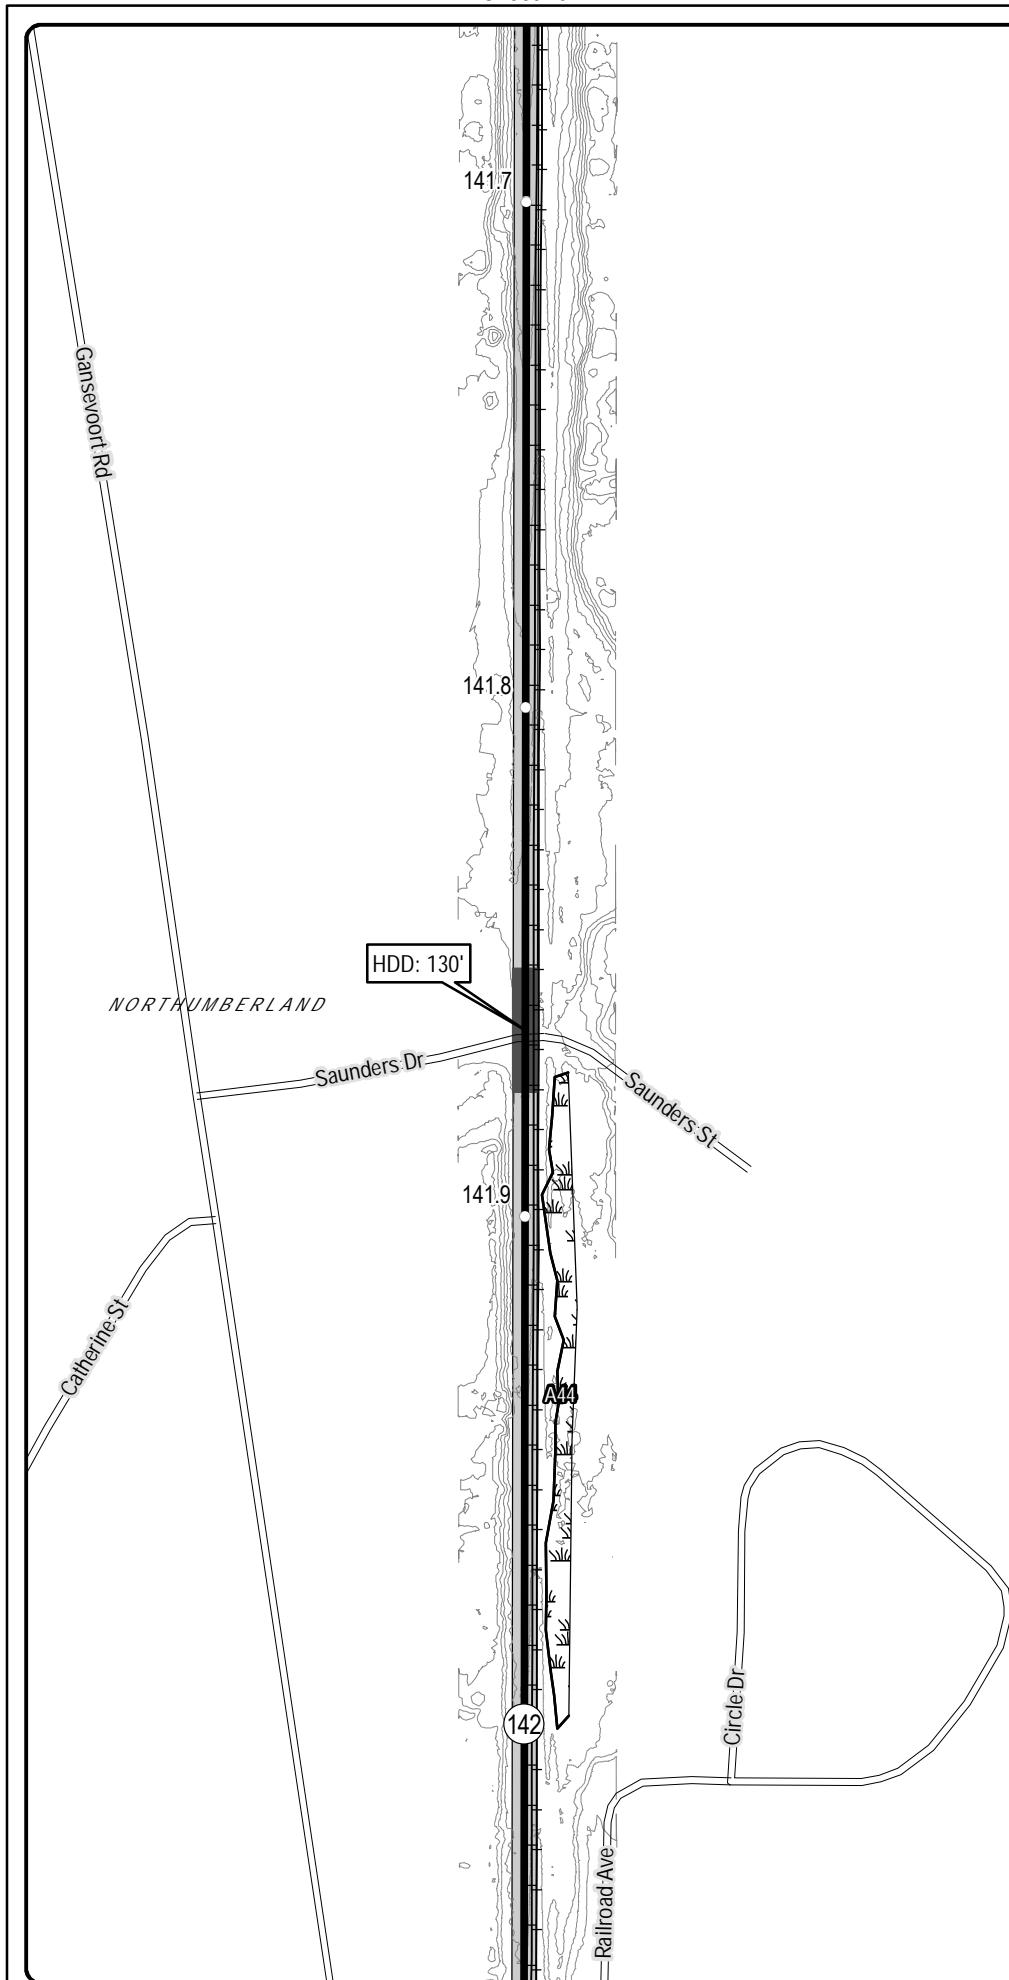 141.7
Gansevoort Rd
141.8
HDD: 130'
NORTHUMBERLAND
Saunders Dr
Saunders St
141.9
Catherine St
A44
Circle Dr
142
Railroad Ave